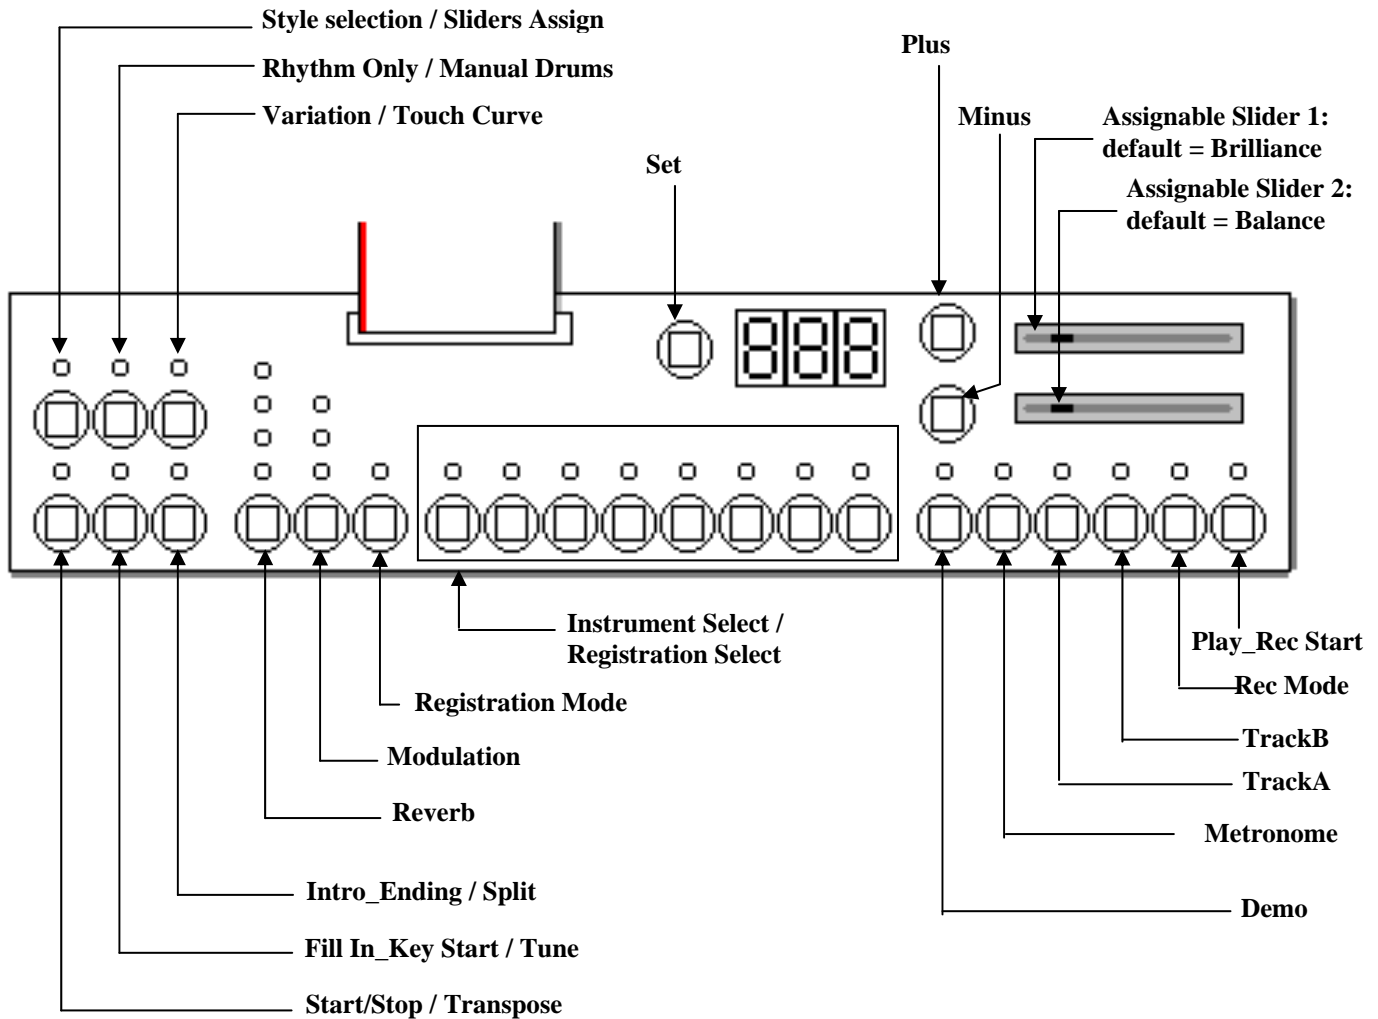 Style selection / Sliders Assign
Rhythm Only / Manual Drums
Variation / Touch Curve
Set
Plus
Minus
Assignable Slider 1:
default = Brilliance
Assignable Slider 2:
default = Balance
888
Instrument Select /
Registration Select
Registration Mode
Modulation
Reverb
Intro_Ending / Split
Fill In_Key Start / Tune
Start/Stop / Transpose
Play_Rec Start
Rec Mode
TrackB
TrackA
Metronome
Demo